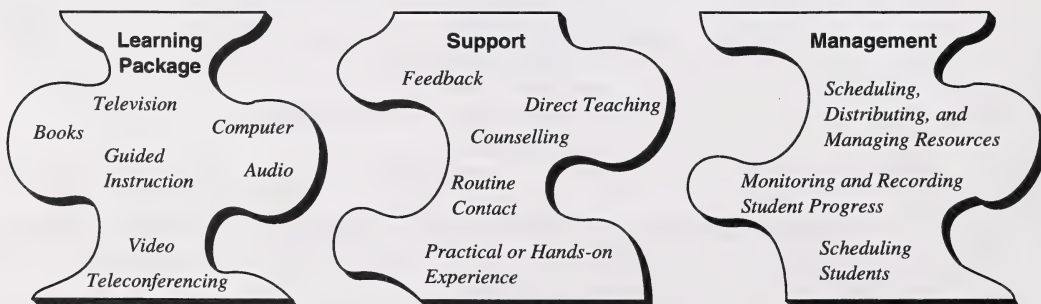 Learning
Package
Television
Books
Computer
Guided
Instruction
Audio
Video
Teleconferencing
Support
Feedback
Direct Teaching
Counselling
Routine
Contact
Practical or Hands-on
Experience
Management
Scheduling,
Distributing, and
Managing Resources
Monitoring and Recording
Student Progress
Scheduling
Students